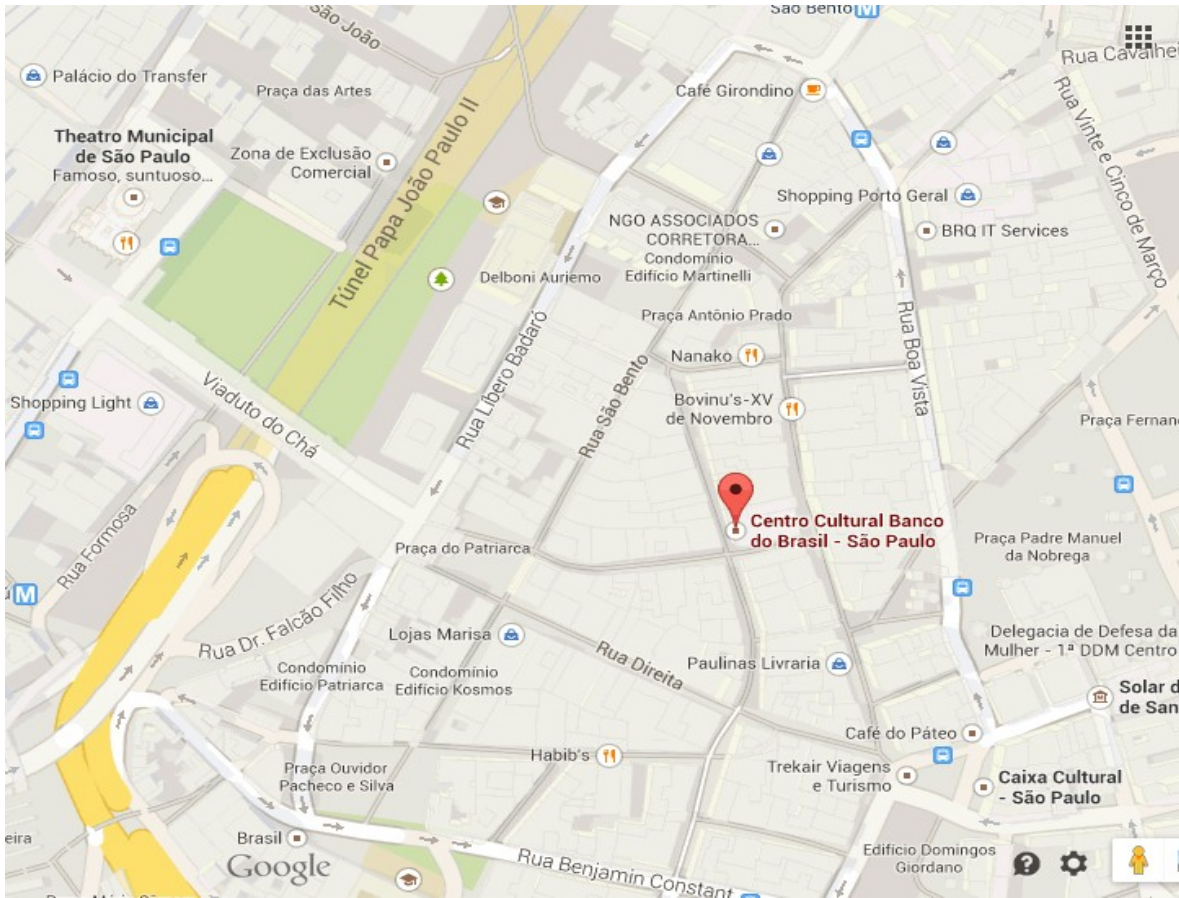 São João
São Bento
M
Rua Cavalhei
Palácio do Transfer
Praça das Artes
Café Girondino
Theatro Municipal
de São Paulo
Famoso, suntuoso...
Zona de Exclusão
Comercial
Túnel Papa João Paulo II
Rua Vinte e Cinco de Março
Shopping Porto Geral
NGO ASSOCIADOS
CORRETORA...
Condomínio
Edifício Martinelli
BRQ IT Services
Delboni Auriemo
Praça Antônio Prado
Rua Líbero Badaró
Rua São Bento
Nanako
Rua Boa Vista
Viaduto do Chá
Shopping Light
Bovinu's-XV
de Novembro
Praça Fernan
Centro Cultural Banco
do Brasil - São Paulo
Praça Padre Manuel
da Nobrega
Rua Formosa
Praça do Patriarca
M
Rua Dr. Falcão Filho
Lojas Marisa
Delegacia de Defesa da
Mulher - 1ª DDM Centro
Condomínio
Edifício Patriarca
Condomínio
Edifício Kosmos
Rua Direita
Paulinas Livraria
Solar d
de San
Café do Páteo
Habib's
Praça Ouvidor
Pacheco e Silva
Trekair Viagens
e Turismo
Caixa Cultural
- São Paulo
eira
Brasil
Google
Rua Benjamin Constant
Edifício Domingos
Giordano
?